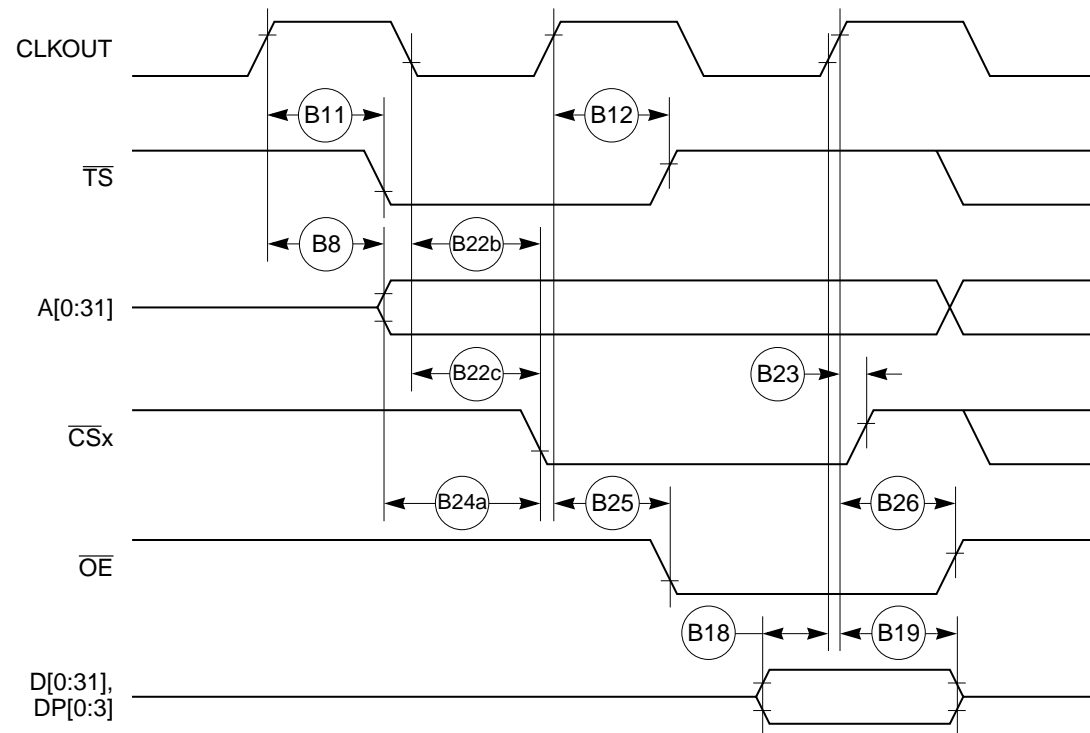 CLKOUT
B11
B12
TS
B8
B22b
A[0:31]
B22c
B23
CSx
B24a
B25
B26
OE
B18
B19
D[0:31],
DP[0:3]